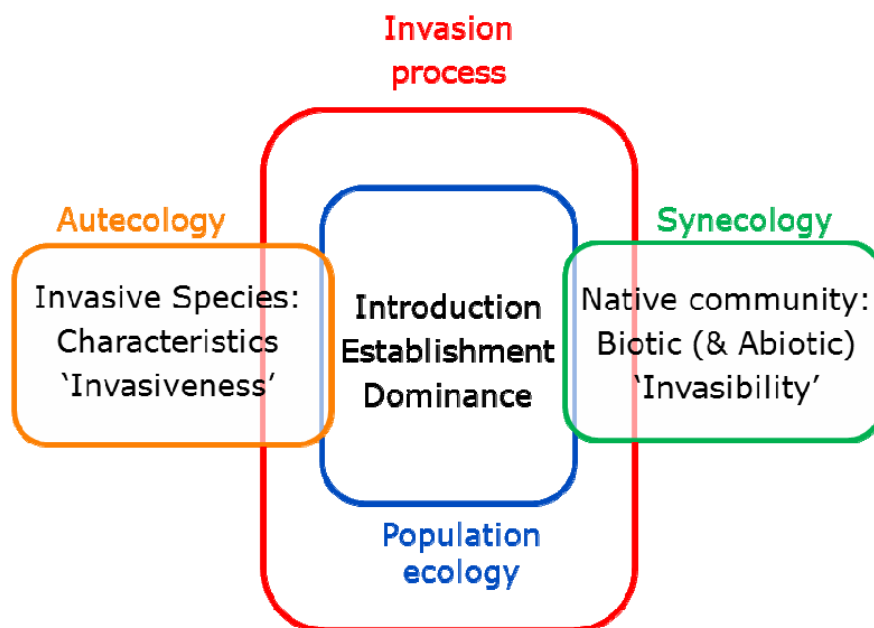 Invasion
process
Autecology
Synecology
Invasive Species:
Characteristics
‘Invasiveness’
Introduction
Establishment
Dominance
Native community:
Biotic (& Abiotic)
‘Invasibility’
Population
ecology